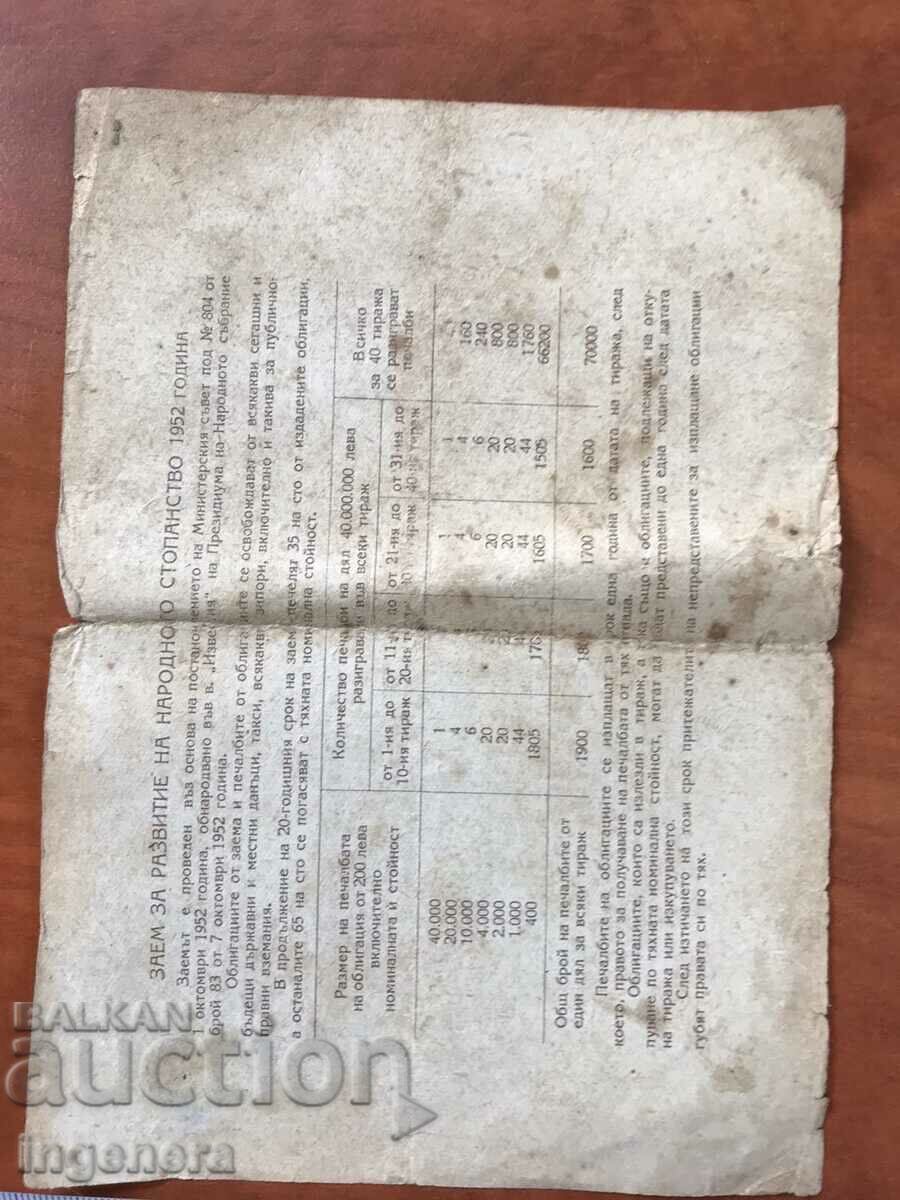 ЗАЕМ ЗА РАЗВИТИЕ НА НАРОДНОТО СТОПАНСТВО 1952 ГОДИНА
Заемът е проведен въз основа на постановлението на Министерския съвет под № 804 от
1 октомври 1952 година, обнародвано във в. „Известия" на Президиума на Народното събрание
брой 83 от 7 октомври 1952 година.
Облигациите от заема и печалбите от облигациите се освобождават от всякакви сегашни и
бъдещи държавни и местни данъци, такси, всякакви запори, включително и такива за публично-
правни вземания.
В продължение на 20-годишния срок на заема печелят 35 на сто от издадените облигации,
а останалите 65 на сто се погасяват с тяхната номинална стойност.
Размер на печалбата на облигация от 200 лева включително номиналната ѝ стойност
Количество печалби на дял 40.000.000 лева разигравани във всеки тираж
Всичко за 40 тиража се разиграват печалби
от 1-ия до 10-ия тираж от 11-ия до 20-ия от 21-ия до тираж от 31-ия до 40-ия тираж
40.000 1 1 1
20.000 4 4 4 160
10.000 6 6 6 240
4.000 20 20 20 800
2.000 20 20 20 800
1.000 44 44 44 1760
400 1805 1605 1505 66200
Общ брой на печалбите от един дял за всеки тираж 1900 1700 1600 70000
Печалбите на облигациите се изплащат в срок една година от датата на тиража, след
което, правото за получаване на печалбата от тях отпада.
Облигациите, които са излезли в тираж, а така също и облигациите, подлежащи на отку-
пуване по тяхната номинална стойност, могат да бъдат представени до една година след датата
на тиража или изкупуването.
След изтичането на този срок притежателите на непредставените за изплащане облигации
губят правата си по тях.
BALKAN
auction
ingenera